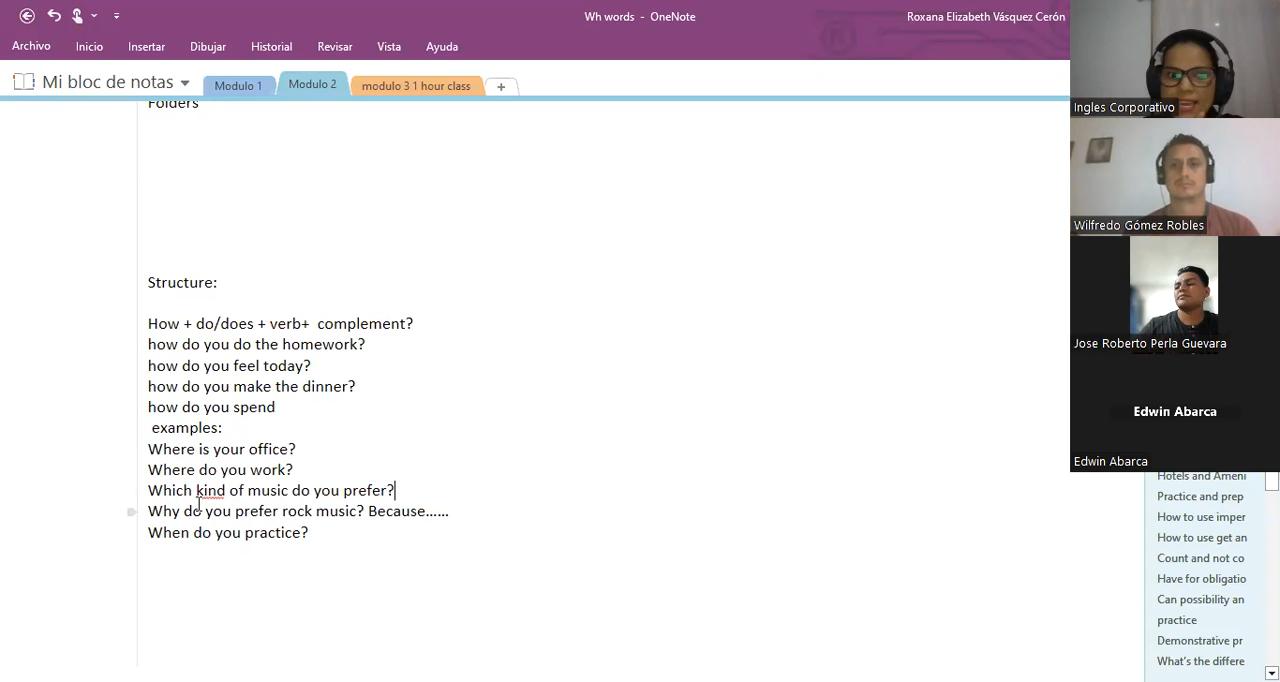 Wh words - OneNote
Roxana Elizabeth Vásquez Cerón
Archivo
Inicio
Insertar
Dibujar
Historial
Revisar
Vista
Ayuda
Mi bloc de notas
Modulo 1
Modulo 2
modulo 3 1 hour class
+
Folders
Structure:
How + do/does + verb+ complement?
how do you do the homework?
how do you feel today?
how do you make the dinner?
how do you spend
examples:
Where is your office?
Where do you work?
Which kind of music do you prefer?
Why do you prefer rock music? Because……
When do you practice?
Ingles Corporativo
Wilfredo Gómez Robles
Jose Roberto Perla Guevara
Edwin Abarca
Edwin Abarca
Hotels and Ameni
Practice and prep
How to use imper
How to use get an
Count and not co
Have for obligatio
Can possibility an
practice
Demonstrative pr
What's the differe